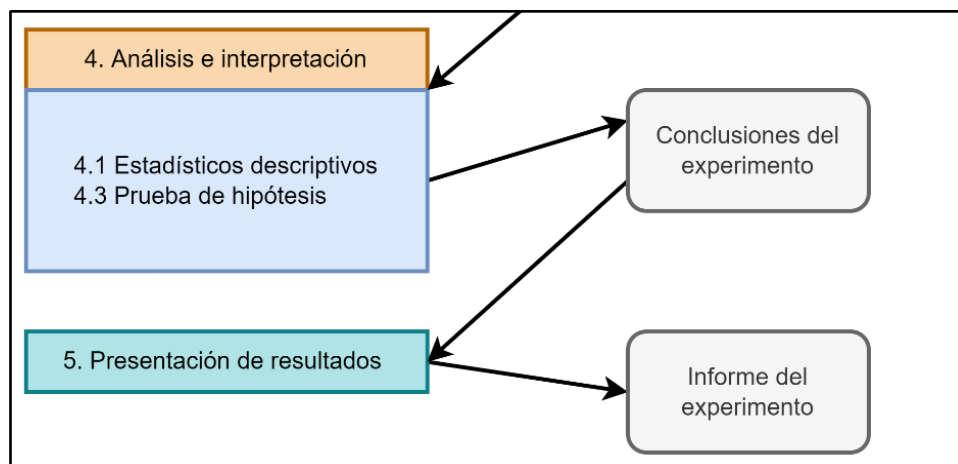 4. Análisis e interpretación
4.1 Estadísticos descriptivos
4.3 Prueba de hipótesis
Conclusiones del
experimento
5. Presentación de resultados
Informe del
experimento